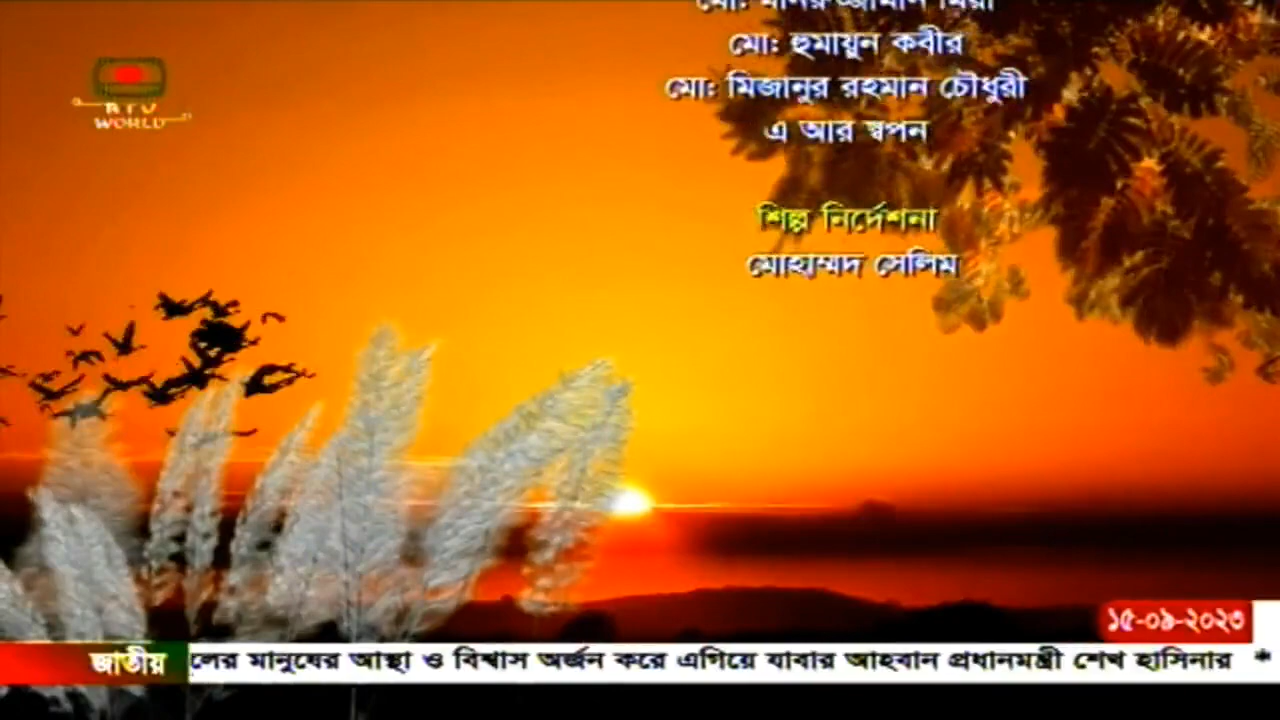 মো: মনিরুজ্জামান মিয়া
মো: হুমায়ুন কবীর
মো: মিজানুর রহমান চৌধুরী
এ আর স্বপন
শিল্প নির্দেশনা
মোহাম্মদ সেলিম
BTV
WORLD
১৫-০৯-২০২৩
জাতীয়
লের মানুষের আস্থা ও বিশ্বাস অর্জন করে এগিয়ে যাবার আহবান প্রধানমন্ত্রী শেখ হাসিনার *